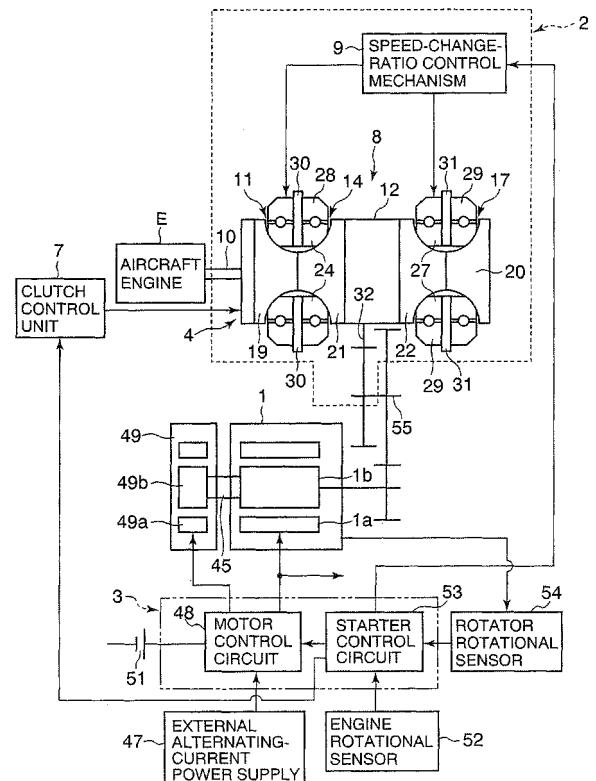 2
9
SPEED-CHANGE-
RATIO CONTROL
MECHANISM
8
30
28
31
29
11
14
12
17
E
10
AIRCRAFT
ENGINE
7
CLUTCH
CONTROL
UNIT
4
24
27
20
32
19
21
22
30
29
31
1
55
49
49b
1b
49a
1a
45
3
48
MOTOR
CONTROL
CIRCUIT
53
STARTER
CONTROL
CIRCUIT
54
ROTATOR
ROTATIONAL
SENSOR
51
47
EXTERNAL
ALTERNATING-
CURRENT
POWER SUPPLY
ENGINE
ROTATIONAL
SENSOR
52